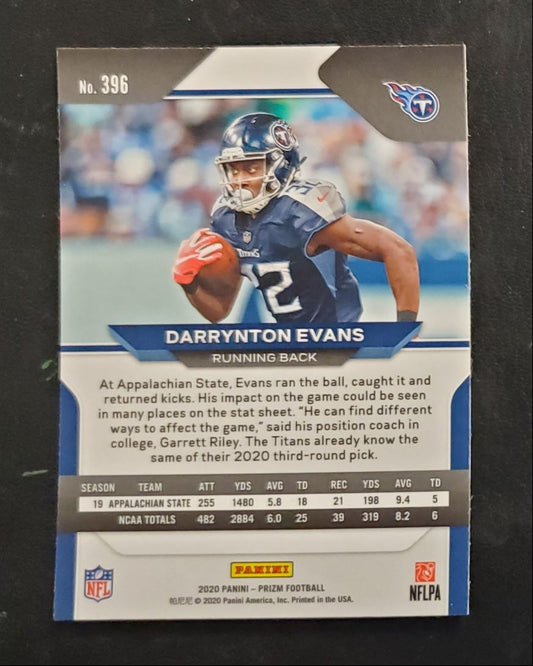 No. 396
T
TITANS
32
DARRYNTON EVANS
RUNNING BACK
At Appalachian State, Evans ran the ball, caught it and
returned kicks. His impact on the game could be seen
in many places on the stat sheet. "He can find different
ways to affect the game," said his position coach in
college, Garrett Riley. The Titans already know the
same of their 2020 third-round pick.
SEASON TEAM ATT YDS AVG TD REC YDS AVG TD
19 APPALACHIAN STATE 255 1480 5.8 18 21 198 9.4 5
NCAA TOTALS 482 2884 6.0 25 39 319 8.2 6
NFL
PANINI
NFLPA
2020 PANINI – PRIZM FOOTBALL
帕尼尼 © 2020 Panini America, Inc. Printed in the USA.